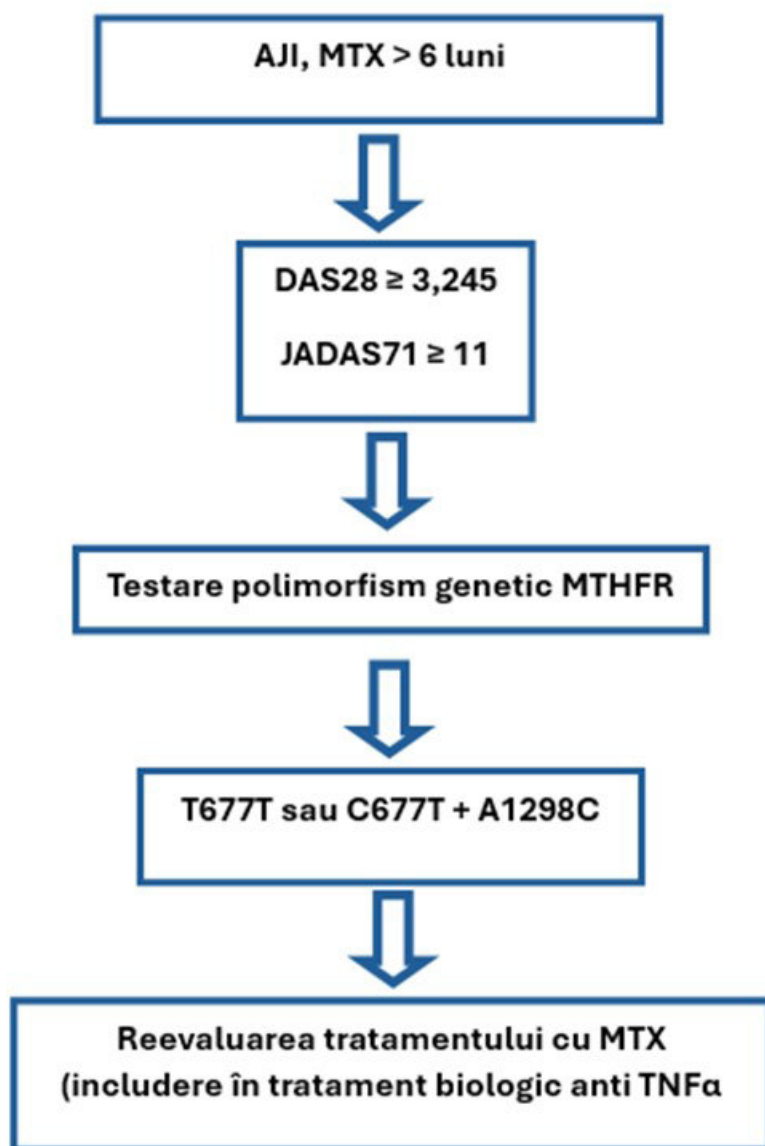 AJI, MTX > 6 luni
DAS28 ≥ 3,245
JADAS71 ≥ 11
Testare polimorfism genetic MTHFR
T677T sau C677T + A1298C
Reevaluarea tratamentului cu MTX
(includere în tratament biologic anti TNFα